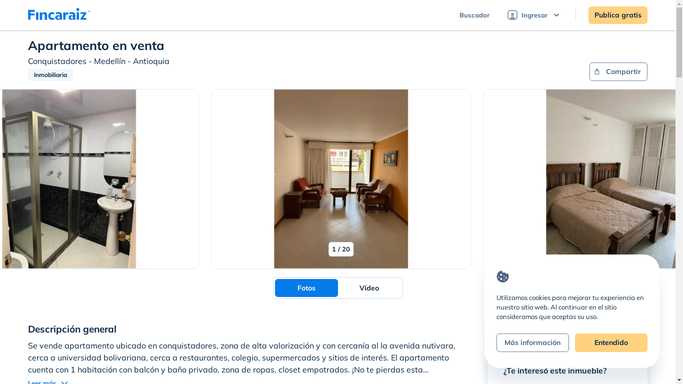 Fincaraiz
Buscador
Ingresar
Publica gratis
Apartamento en venta
Conquistadores - Medellín - Antioquia
Inmobiliaria
Compartir
1 / 20
Fotos
Video
Utilizamos cookies para mejorar tu experiencia en
nuestro sitio web. Al continuar en el sitio
consideramos que aceptas su uso.
Más información
Entendido
Descripción general
Se vende apartamento ubicado en conquistadores, zona de alta valorización y con cercanía al la avenida nutivara,
cerca a universidad bolivariana, cerca a restaurantes, colegio, supermercados y sitios de interés. El apartamento
cuenta con 1 habitación con balcón y baño privado, zona de ropas, closet empotrados. ¡No te pierdas esta...
Leer más
¿Te interesó este inmueble?